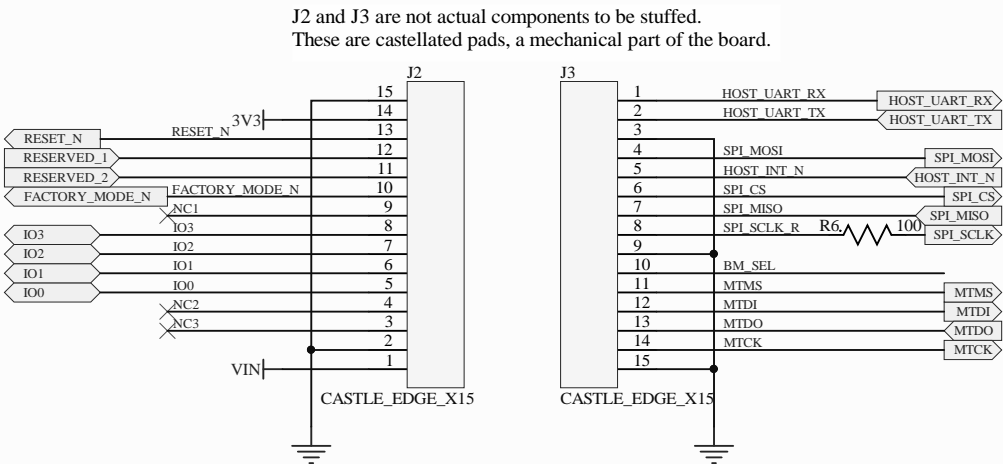 J2 and J3 are not actual components to be stuffed.
These are castellated pads, a mechanical part of the board.
J2
15
3V3 14
RESET_N RESET_N 13
RESERVED_1 12
RESERVED_2 11
FACTORY_MODE_N FACTORY_MODE_N 10
NC1 9
IO3 IO3 8
IO2 IO2 7
IO1 IO1 6
IO0 IO0 5
NC2 4
NC3 3
2
VIN 1
CASTLE_EDGE_X15
J3
1 HOST_UART_RX HOST_UART_RX
2 HOST_UART_TX HOST_UART_TX
3
4 SPI_MOSI SPI_MOSI
5 HOST_INT_N HOST_INT_N
6 SPI_CS SPI_CS
7 SPI_MISO SPI_MISO
8 SPI_SCLK_R R6 100 SPI_SCLK
9
10 BM_SEL
11 MTMS MTMS
12 MTDI MTDI
13 MTDO MTDO
14 MTCK MTCK
15
CASTLE_EDGE_X15